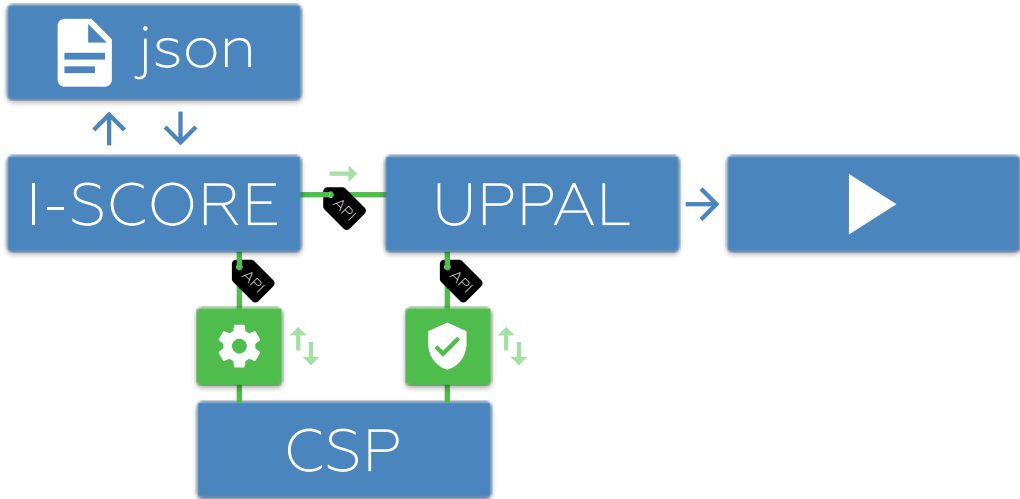 json
I-SCORE
API
UPPAL
API
API
CSP